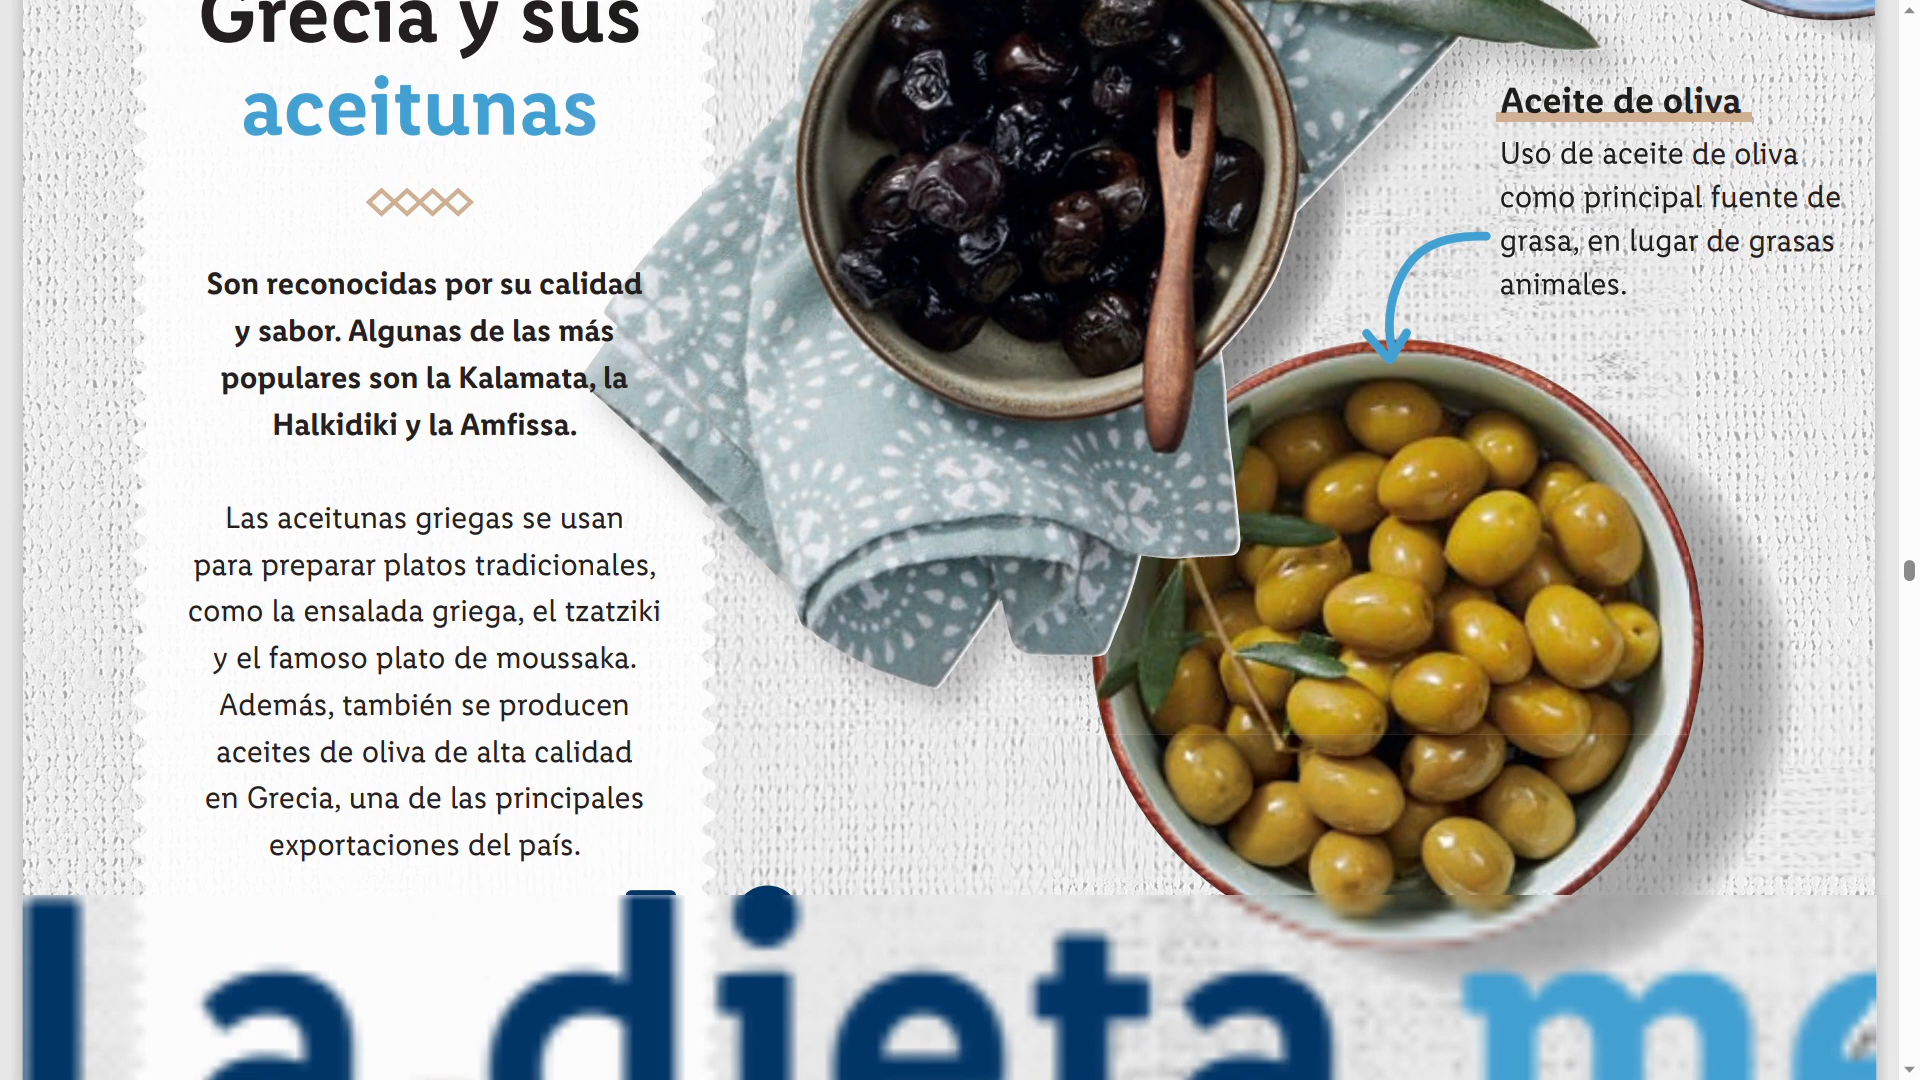 Grecia y sus
aceitunas
Son reconocidas por su calidad
y sabor. Algunas de las más
populares son la Kalamata, la
Halkidiki y la Amfissa.
Las aceitunas griegas se usan
para preparar platos tradicionales,
como la ensalada griega, el tzatziki
y el famoso plato de moussaka.
Además, también se producen
aceites de oliva de alta calidad
en Grecia, una de las principales
exportaciones del país.
Aceite de oliva
Uso de aceite de oliva
como principal fuente de
grasa, en lugar de grasas
animales.
La dieta me